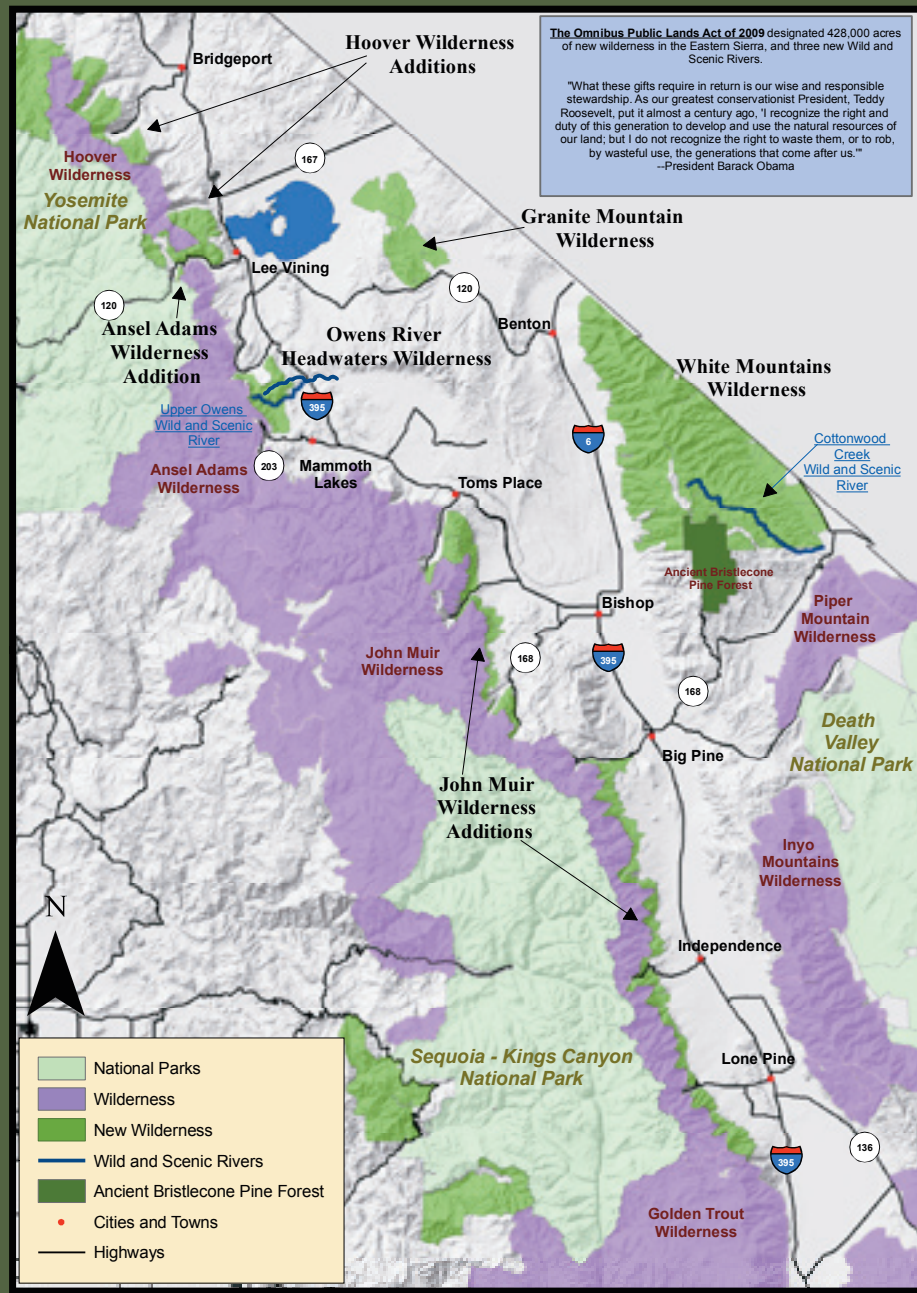 The Omnibus Public Lands Act of 2009 designated 428,000 acres
of new wilderness in the Eastern Sierra, and three new Wild and
Scenic Rivers.
"What these gifts require in return is our wise and responsible
stewardship. As our greatest conservationist President, Teddy
Roosevelt, put it almost a century ago, 'I recognize the right and
duty of this generation to develop and use the natural resources of
our land; but I do not recognize the right to waste them, or to rob,
by wasteful use, the generations that come after us.'"
--President Barack Obama
Hoover Wilderness
Additions
Bridgeport
167
Hoover
Wilderness
Yosemite
National Park
Granite Mountain
Wilderness
Lee Vining
120
120
Ansel Adams
Wilderness
Addition
Benton
Owens River
Headwaters Wilderness
White Mountains
Wilderness
395
Upper Owens
Wild and Scenic
River
6
Cottonwood
Creek
Wild and Scenic
River
203
Mammoth
Lakes
Ansel Adams
Wilderness
Toms Place
Ancient Bristlecone
Pine Forest
Bishop
Piper
Mountain
Wilderness
John Muir
Wilderness
168
395
168
Death
Valley
National Park
Big Pine
John Muir
Wilderness
Additions
Inyo
Mountains
Wilderness
N
Independence
Sequoia - Kings Canyon
National Park
Lone Pine
136
395
Golden Trout
Wilderness
National Parks
Wilderness
New Wilderness
Wild and Scenic Rivers
Ancient Bristlecone Pine Forest
Cities and Towns
Highways